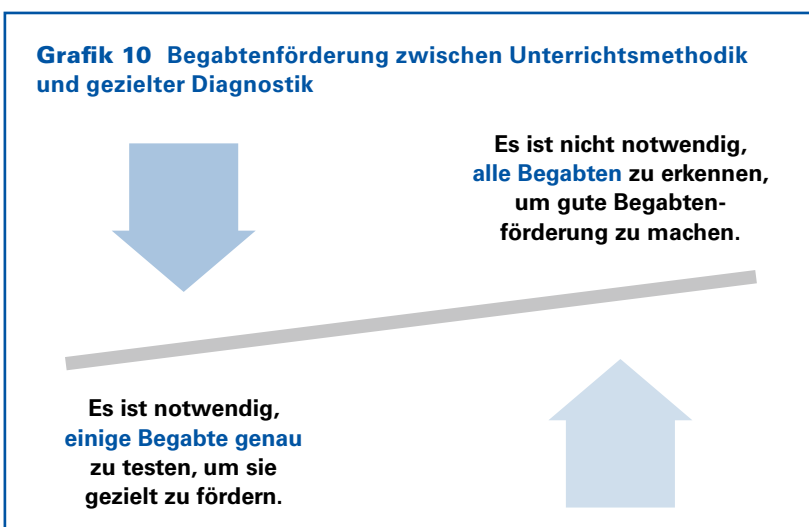 Grafik 10 Begabtenförderung zwischen Unterrichtsmethodik
und gezielter Diagnostik
Es ist nicht notwendig,
alle Begabten zu erkennen,
um gute Begabten-
förderung zu machen.
Es ist notwendig,
einige Begabte genau
zu testen, um sie
gezielt zu fördern.